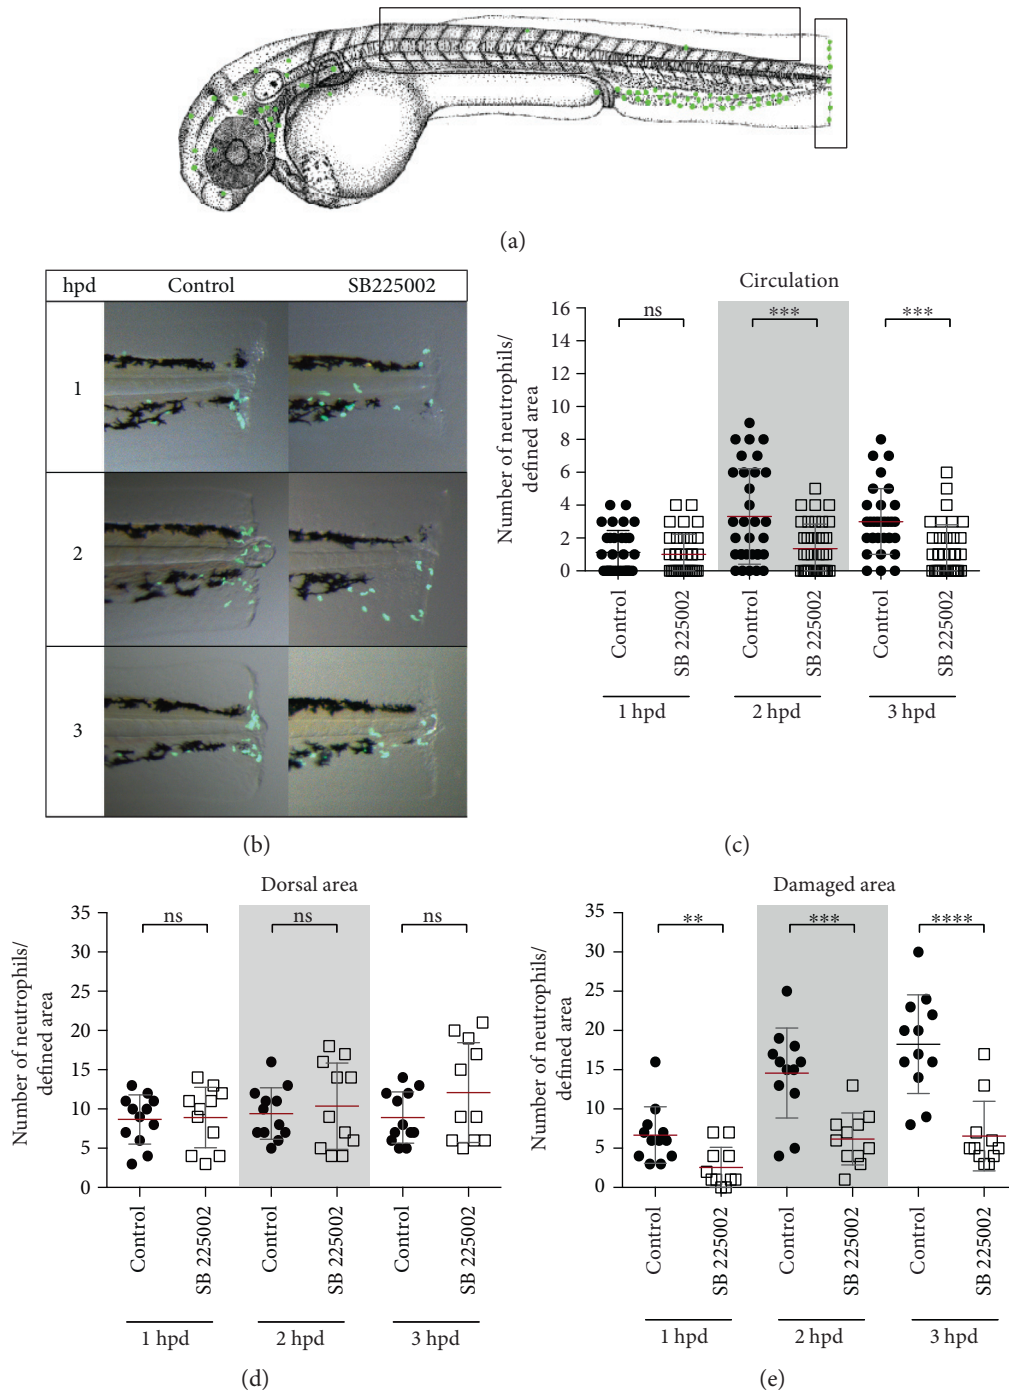 (a)
hpd Control SB225002
1
2
3
(b)
Circulation
Number of neutrophils/
defined area
16
14
12
10
8
6
4
2
0
ns
***
***
Control
SB 225002
Control
SB 225002
Control
SB 225002
1 hpd
2 hpd
3 hpd
(c)
Dorsal area
Number of neutrophils/
defined area
35
30
25
20
15
10
5
0
ns
ns
ns
Control
SB 225002
Control
SB 225002
Control
SB 225002
1 hpd
2 hpd
3 hpd
(d)
Damaged area
Number of neutrophils/
defined area
35
30
25
20
15
10
5
0
**
***
****
Control
SB 225002
Control
SB 225002
Control
SB 225002
1 hpd
2 hpd
3 hpd
(e)